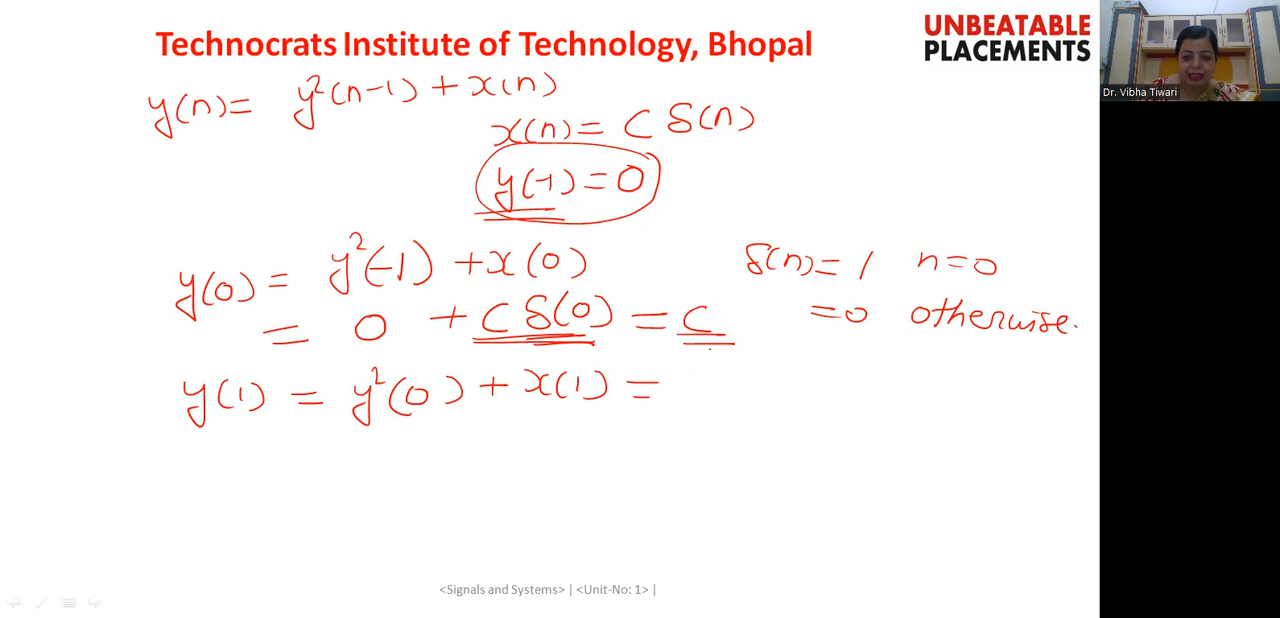 Technocrats Institute of Technology, Bhopal
UNBEATABLE
PLACEMENTS
Dr. Vibha Tiwari
y(n) = y²(n-1) + x(n)
x(n) = C δ(n)
y(-1) = 0
y(0) = y²(-1) + x(0)
δ(n) = 1 n=0
= 0 + C δ(0) = C
=0 otherwise.
y(1) = y²(0) + x(1) =
<Signals and Systems> | <Unit-No: 1> |